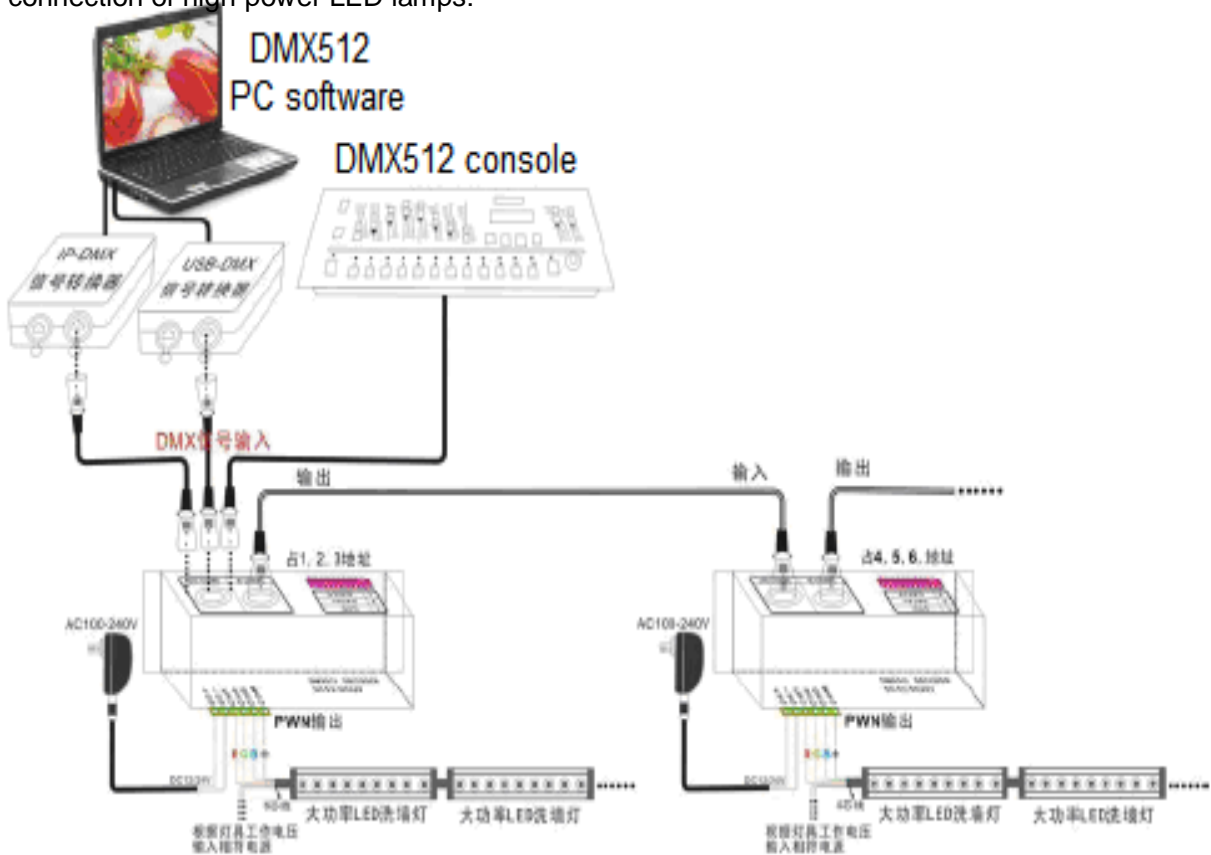 connection of high power LED lamps.
DMX512
PC software
DMX512 console
IP-DMX
信号转换器
USB-DMX
信号转换器
DMX信号输入
输出
输入
输出
占1, 2, 3地址
占4, 5, 6, 地址
AC100-240V
AC100-240V
PWN输出
PWN输出
R G B +
R G B +
DC12/24V
DC12/24V
大功率LED洗墙灯
大功率LED洗墙灯
大功率LED洗墙灯
大功率LED洗墙灯
根据灯具工作电压
输入相符电源
根据灯具工作电压
输入相符电源